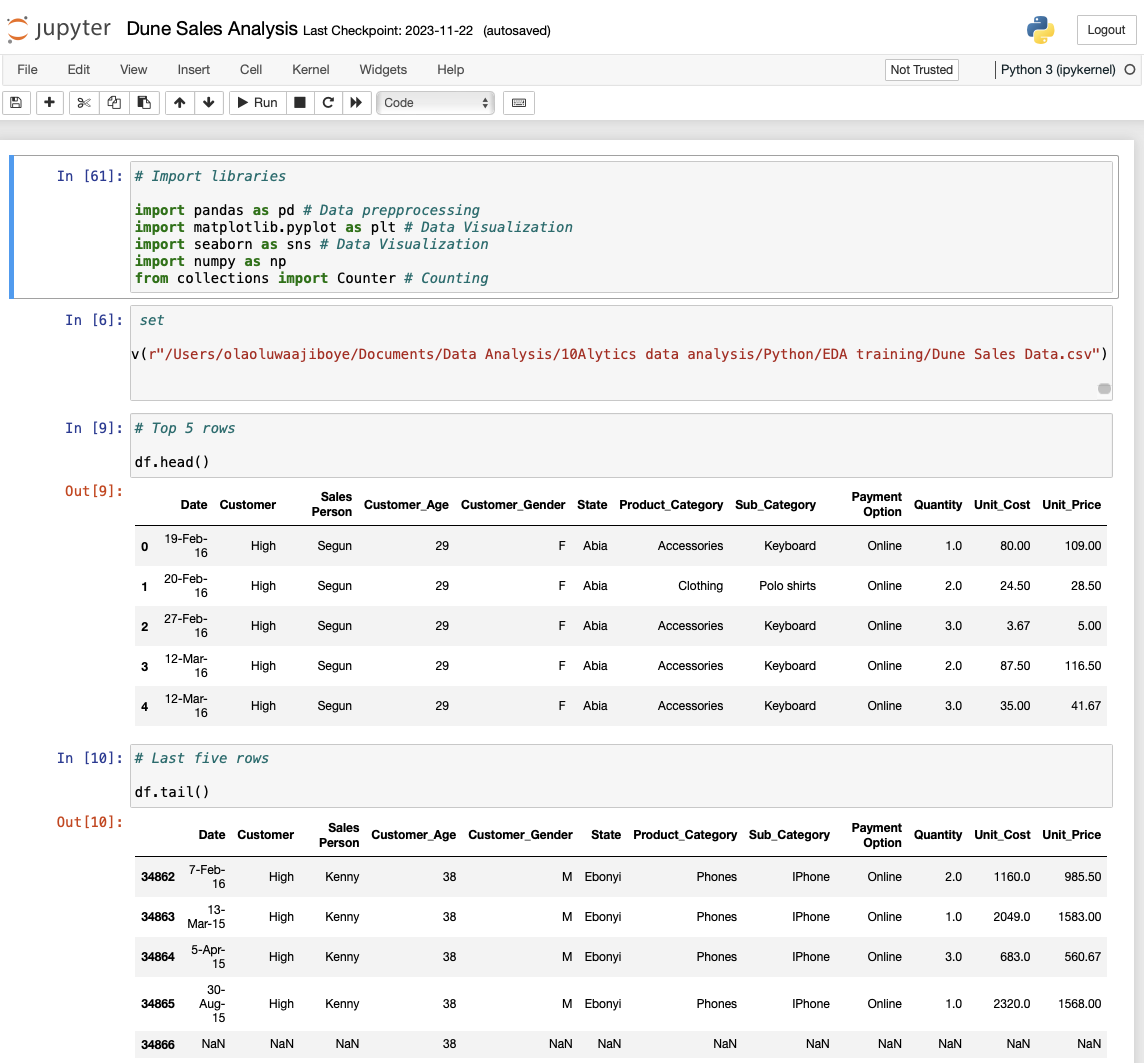 jupyter Dune Sales Analysis Last Checkpoint: 2023-11-22 (autosaved) Logout
File Edit View Insert Cell Kernel Widgets Help Not Trusted Python 3 (ipykernel)
Run Code
In [61]: # Import libraries
import pandas as pd # Data prepprocessing
import matplotlib.pyplot as plt # Data Visualization
import seaborn as sns # Data Visualization
import numpy as np
from collections import Counter # Counting
In [6]: set
v(r"/Users/olaoluwaajiboye/Documents/Data Analysis/10Alytics data analysis/Python/EDA training/Dune Sales Data.csv")
In [9]: # Top 5 rows
df.head()
Out[9]:
Date Customer Sales Person Customer_Age Customer_Gender State Product_Category Sub_Category Payment Option Quantity Unit_Cost Unit_Price
0 19-Feb-16 High Segun 29 F Abia Accessories Keyboard Online 1.0 80.00 109.00
1 20-Feb-16 High Segun 29 F Abia Clothing Polo shirts Online 2.0 24.50 28.50
2 27-Feb-16 High Segun 29 F Abia Accessories Keyboard Online 3.0 3.67 5.00
3 12-Mar-16 High Segun 29 F Abia Accessories Keyboard Online 2.0 87.50 116.50
4 12-Mar-16 High Segun 29 F Abia Accessories Keyboard Online 3.0 35.00 41.67
In [10]: # Last five rows
df.tail()
Out[10]:
Date Customer Sales Person Customer_Age Customer_Gender State Product_Category Sub_Category Payment Option Quantity Unit_Cost Unit_Price
34862 7-Feb-16 High Kenny 38 M Ebonyi Phones IPhone Online 2.0 1160.0 985.50
34863 13-Mar-15 High Kenny 38 M Ebonyi Phones IPhone Online 1.0 2049.0 1583.00
34864 5-Apr-15 High Kenny 38 M Ebonyi Phones IPhone Online 3.0 683.0 560.67
34865 30-Aug-15 High Kenny 38 M Ebonyi Phones IPhone Online 1.0 2320.0 1568.00
34866 NaN NaN NaN 38 NaN NaN NaN NaN NaN NaN NaN NaN